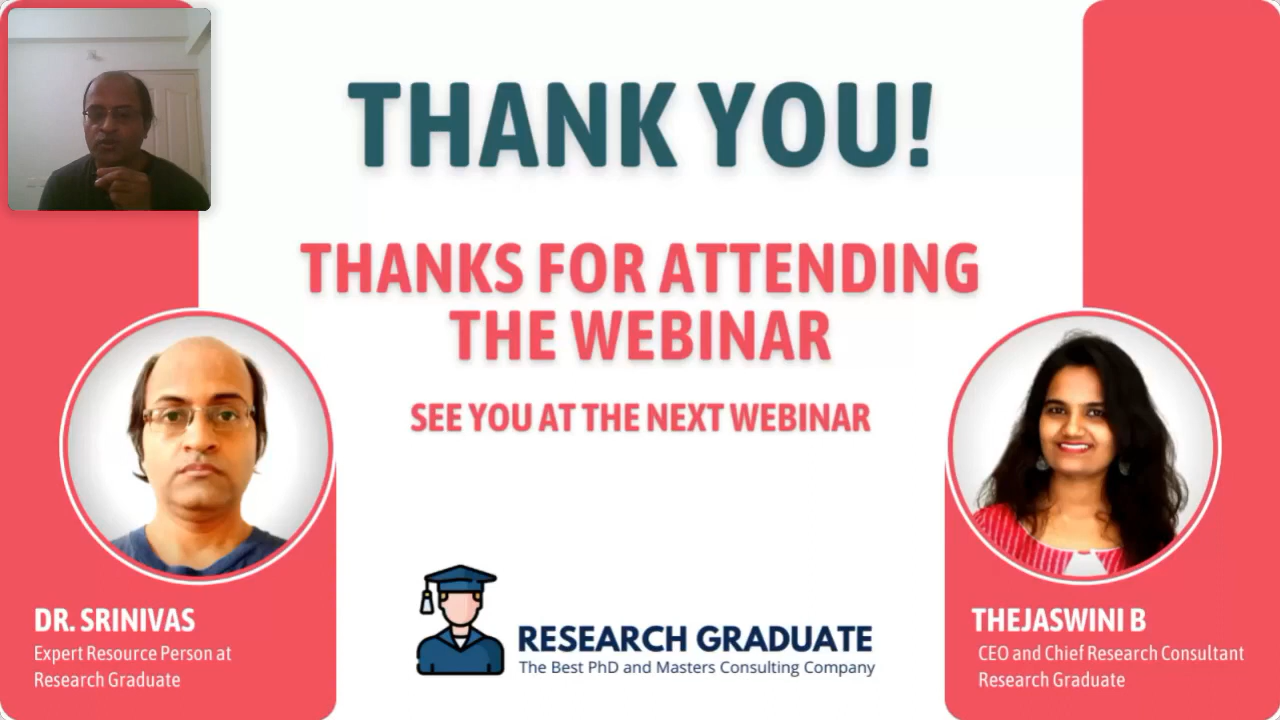 THANK YOU!
THANKS FOR ATTENDING
THE WEBINAR
SEE YOU AT THE NEXT WEBINAR
DR. SRINIVAS
Expert Resource Person at
Research Graduate
RESEARCH GRADUATE
The Best PhD and Masters Consulting Company
THEJASWINI B
CEO and Chief Research Consultant
Research Graduate